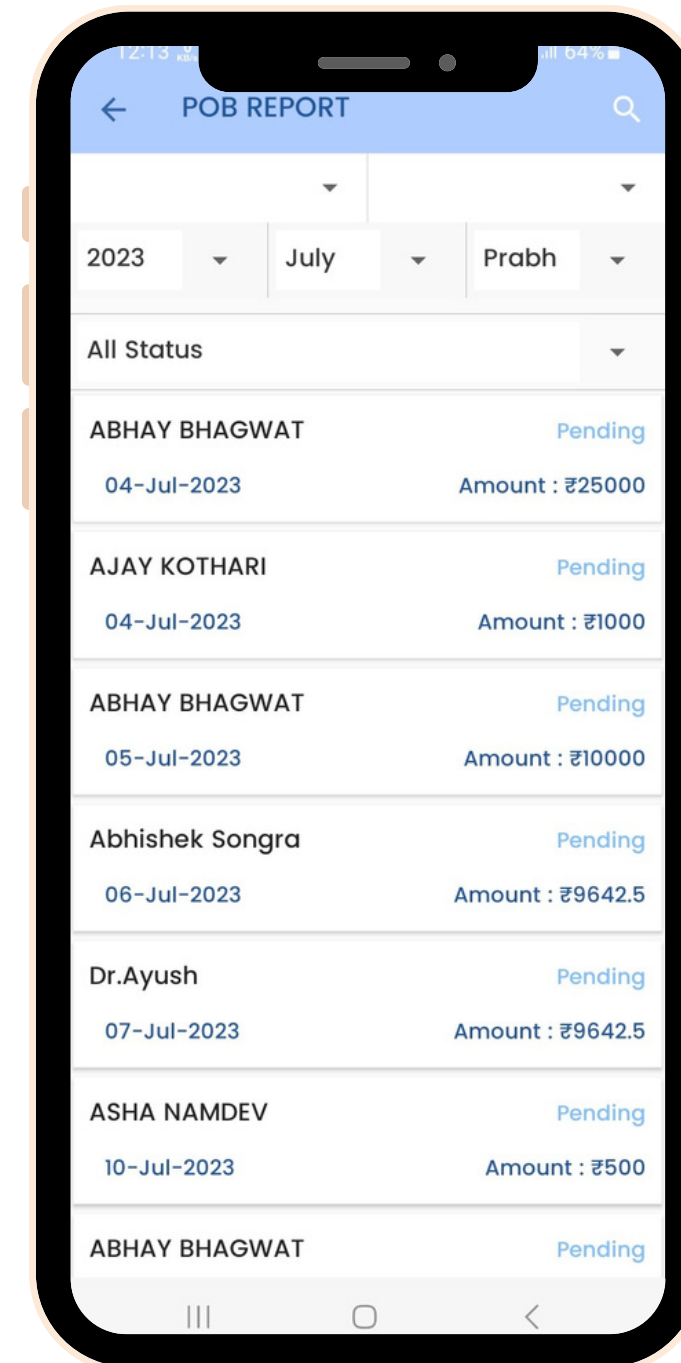 12:13 KB/s 64%
POB REPORT
2023 July Prabh
All Status
ABHAY BHAGWAT Pending
04-Jul-2023 Amount : ₹25000
AJAY KOTHARI Pending
04-Jul-2023 Amount : ₹1000
ABHAY BHAGWAT Pending
05-Jul-2023 Amount : ₹10000
Abhishek Songra Pending
06-Jul-2023 Amount : ₹9642.5
Dr.Ayush Pending
07-Jul-2023 Amount : ₹9642.5
ASHA NAMDEV Pending
10-Jul-2023 Amount : ₹500
ABHAY BHAGWAT Pending